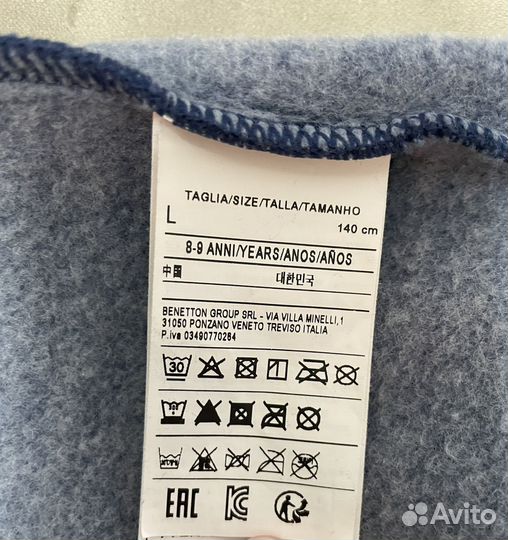 TAGLIA/SIZE/TALLA/TAMANHO
L
140 cm
8-9 ANNI/YEARS/ANOS/AÑOS
中国 대한민국
BENETTON GROUP SRL - VIA VILLA MINELLI,1
31050 PONZANO VENETO TREVISO ITALIA
P.iva 03490770264
30
EAC
Avito